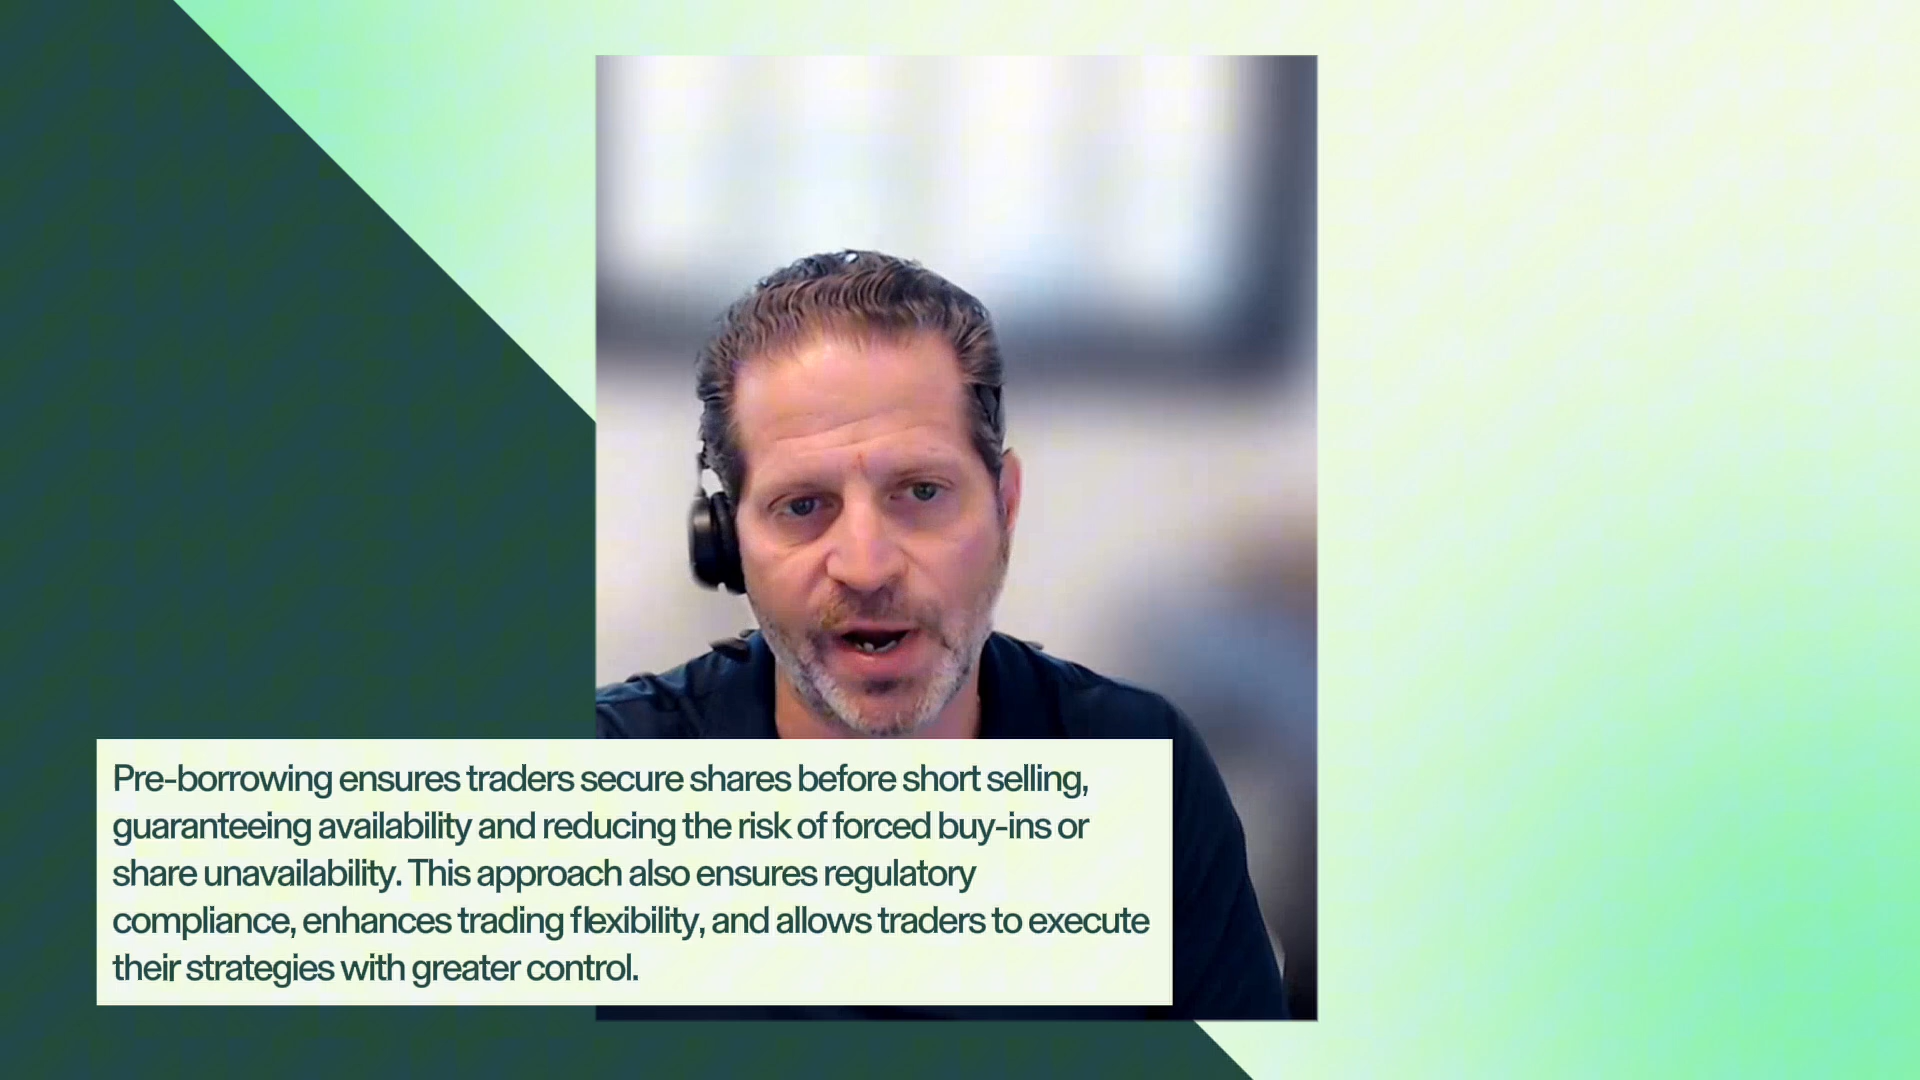 Pre-borrowing ensures traders secure shares before short selling,
guaranteeing availability and reducing the risk of forced buy-ins or
share unavailability. This approach also ensures regulatory
compliance, enhances trading flexibility, and allows traders to execute
their strategies with greater control.